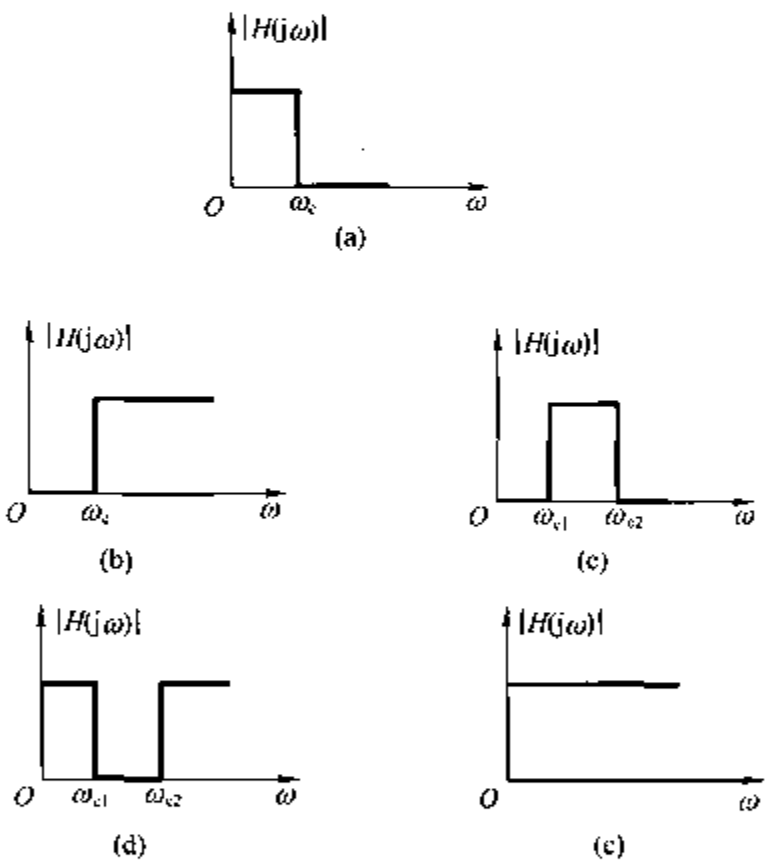 |H(jω)|
O ω_c ω
(a)
|H(jω)|
O ω_c ω
(b)
|H(jω)|
O ω_c1 ω_c2 ω
(c)
|H(jω)|
O ω_c1 ω_c2 ω
(d)
|H(jω)|
O ω
(e)